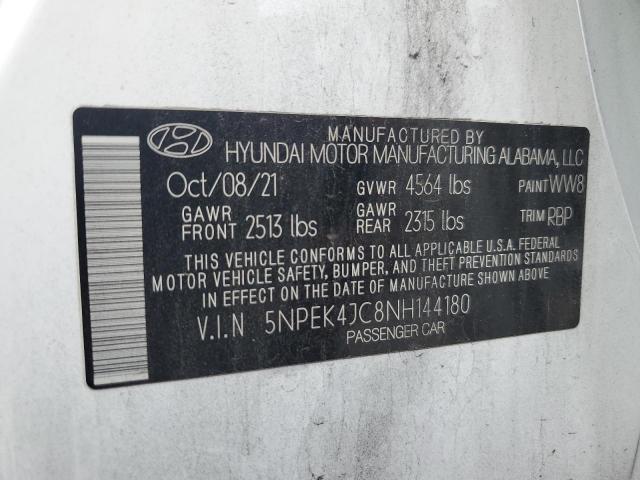 MANUFACTURED BY
HYUNDAI MOTOR MANUFACTURING ALABAMA, LLC
Oct/08/21 GVWR 4564 lbs PAINT WW8
GAWR FRONT 2513 lbs GAWR REAR 2315 lbs TRIM RBP
THIS VEHICLE CONFORMS TO ALL APPLICABLE U.S.A. FEDERAL
MOTOR VEHICLE SAFETY, BUMPER, AND THEFT PREVENTION STANDARDS
IN EFFECT ON THE DATE OF MANUFACTURE SHOWN ABOVE
V.I.N 5NPEK4JC8NH144180
PASSENGER CAR